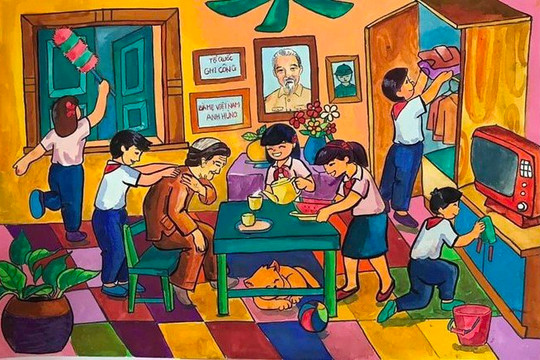 TỔ QUỐC
GHI CÔNG
BÀ MẸ VIỆT NAM
ANH HÙNG